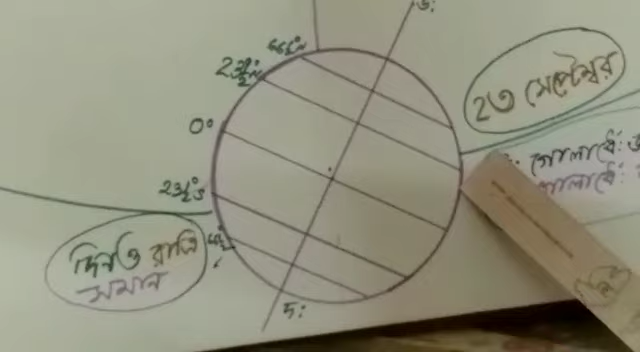 উ:
৬৬½°N
২৩½°N
২৩ সেপ্টেম্বর
0°
গোলার্ধে:
গোলার্ধে:
২৩½°S
দিন ও রাত্রি
সমান